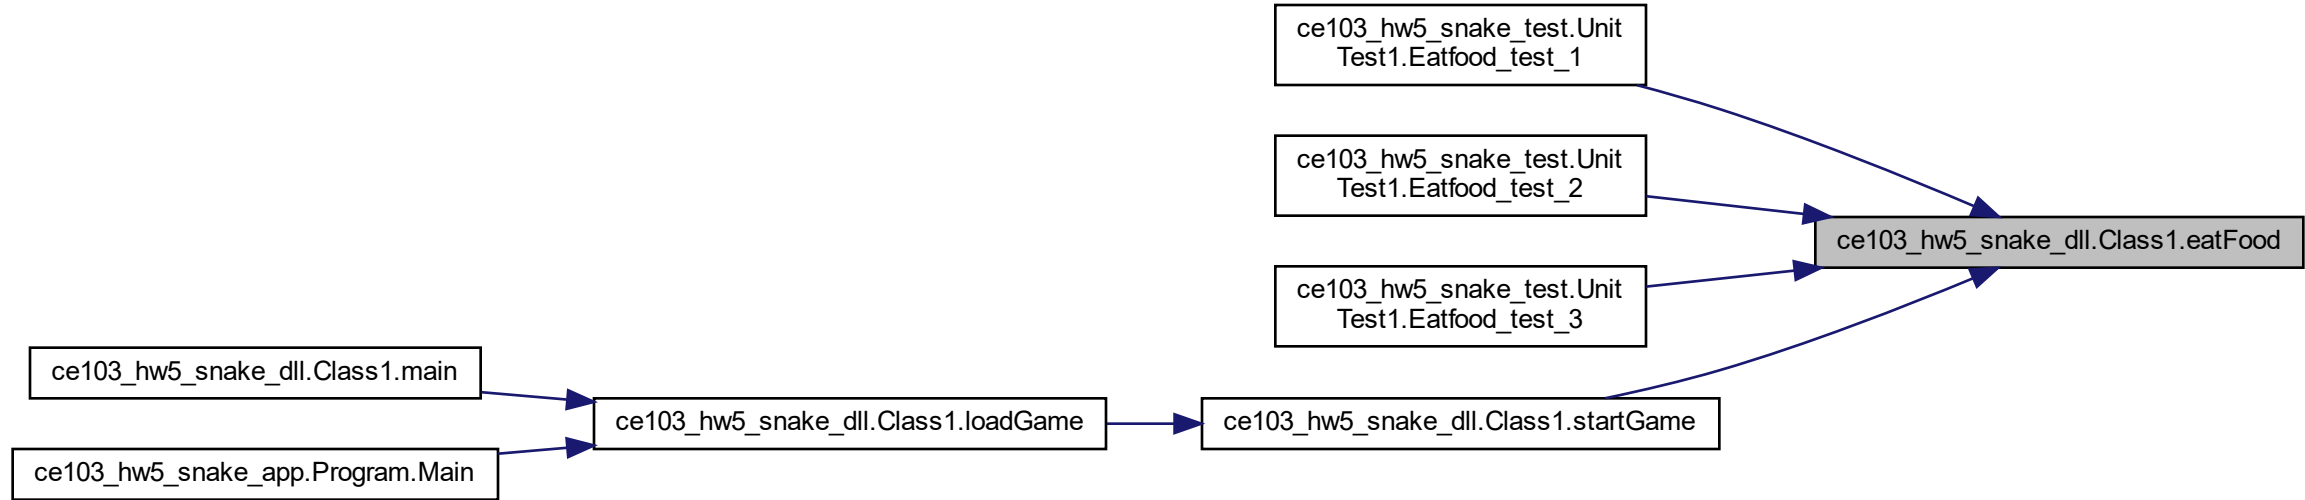 ce103_hw5_snake_test.Unit
Test1.Eatfood_test_1
ce103_hw5_snake_test.Unit
Test1.Eatfood_test_2
ce103_hw5_snake_dll.Class1.eatFood
ce103_hw5_snake_test.Unit
Test1.Eatfood_test_3
ce103_hw5_snake_dll.Class1.main
ce103_hw5_snake_dll.Class1.loadGame
ce103_hw5_snake_dll.Class1.startGame
ce103_hw5_snake_app.Program.Main